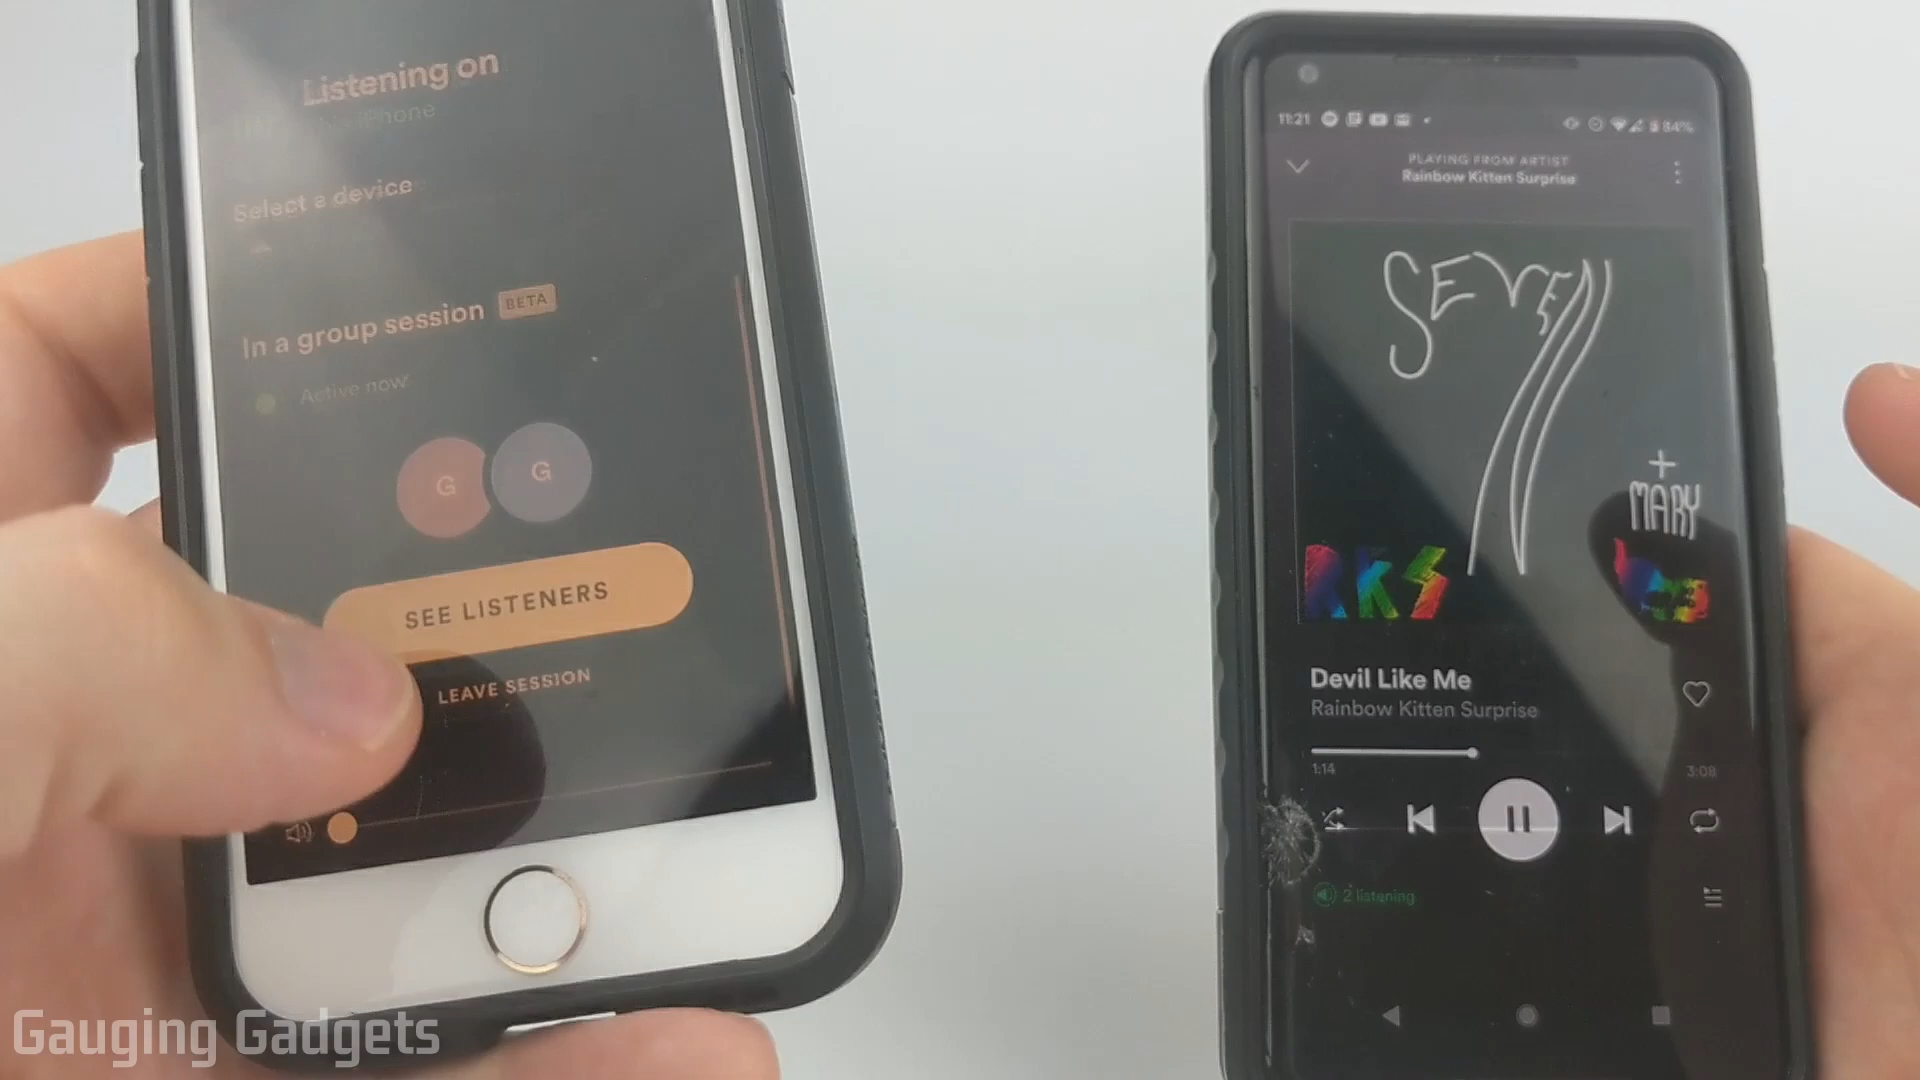 Listening on
This iPhone
Select a device
In a group session BETA
Active now
G G
SEE LISTENERS
LEAVE SESSION
11:21
84%
PLAYING FROM ARTIST
Rainbow Kitten Surprise
SEVEN
+
MARY
RKS
Devil Like Me
Rainbow Kitten Surprise
1:14
3:08
2 listening
Gauging Gadgets